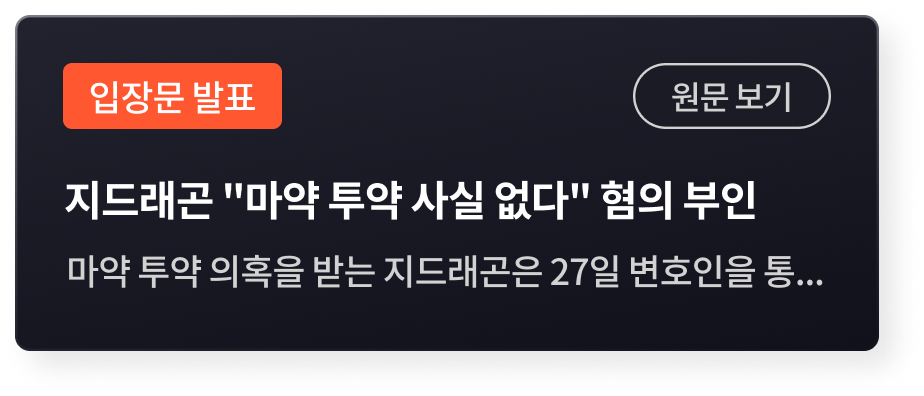 입장문 발표
원문 보기
지드래곤 "마약 투약 사실 없다" 혐의 부인
마약 투약 의혹을 받는 지드래곤은 27일 변호인을 통...